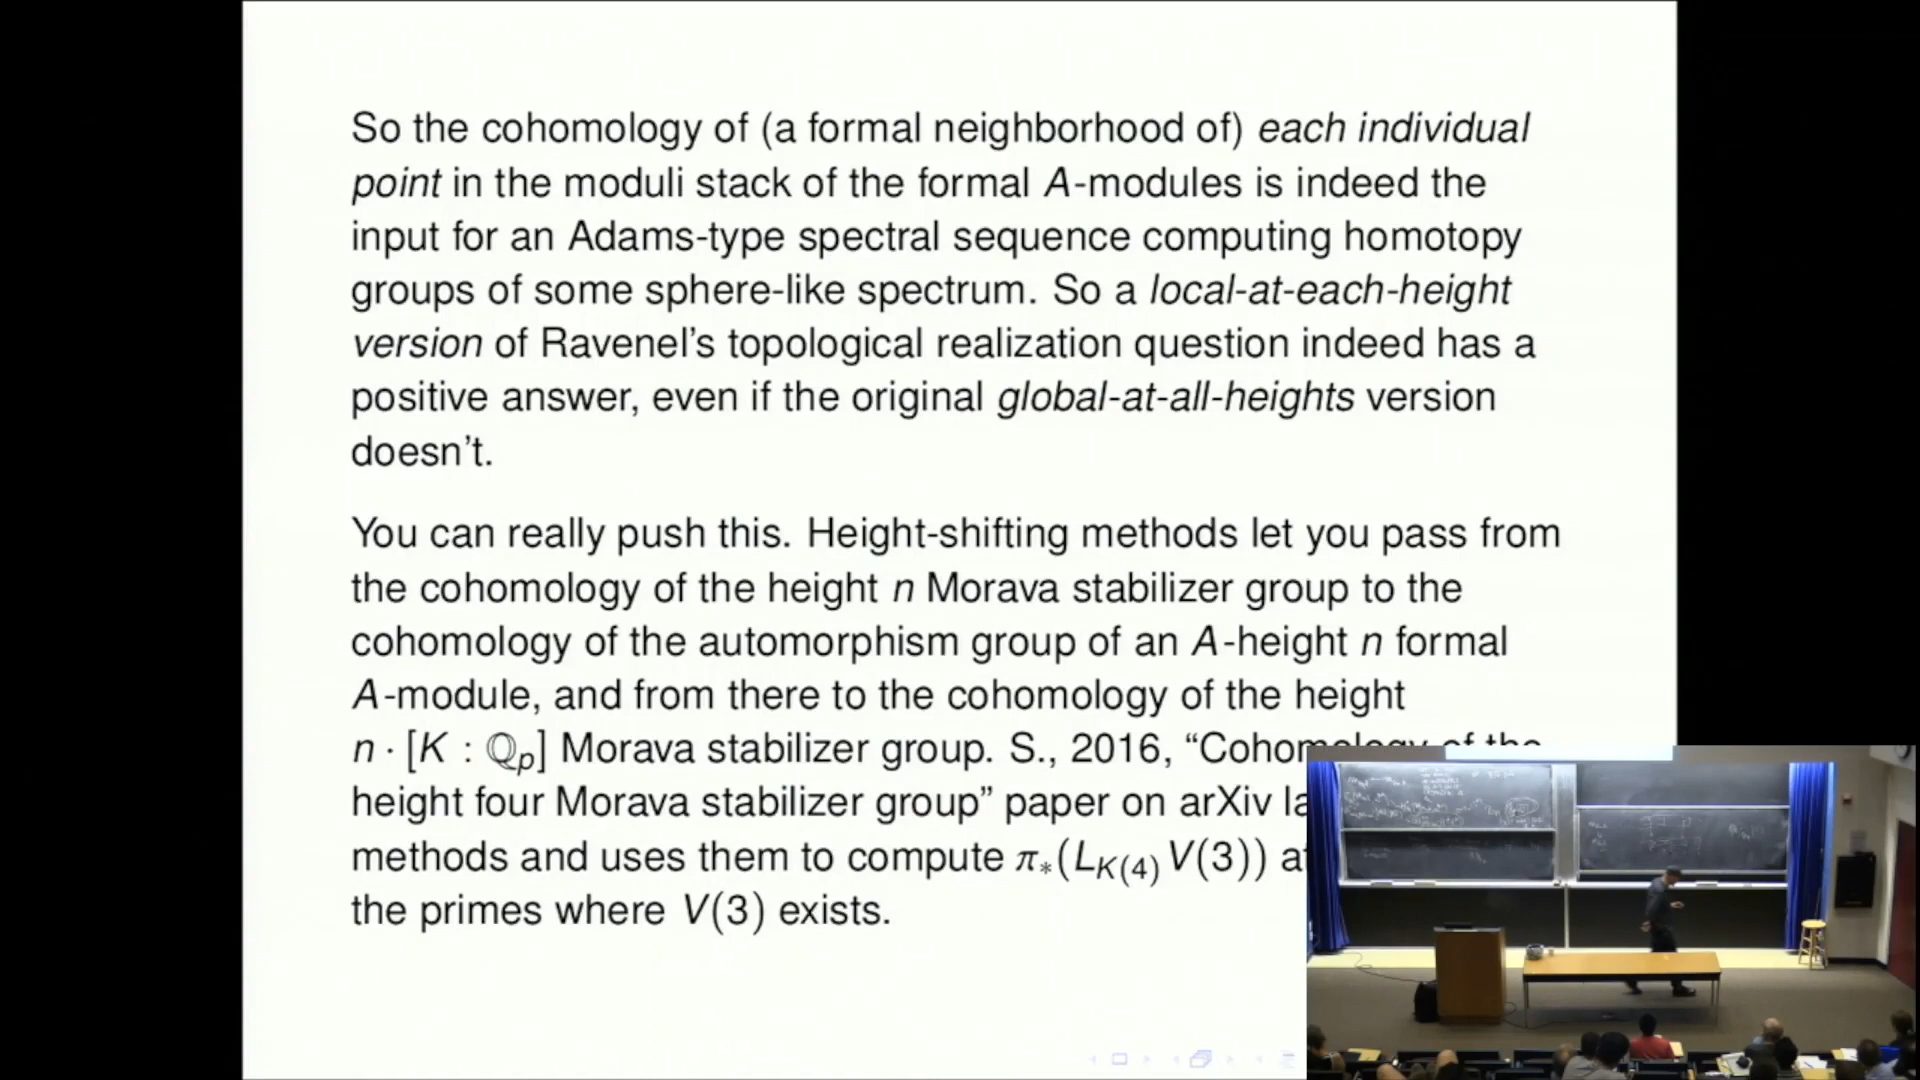 So the cohomology of (a formal neighborhood of) each individual
point in the moduli stack of the formal A-modules is indeed the
input for an Adams-type spectral sequence computing homotopy
groups of some sphere-like spectrum. So a local-at-each-height
version of Ravenel's topological realization question indeed has a
positive answer, even if the original global-at-all-heights version
doesn't.
You can really push this. Height-shifting methods let you pass from
the cohomology of the height n Morava stabilizer group to the
cohomology of the automorphism group of an A-height n formal
A-module, and from there to the cohomology of the height
n · [K : ℚₚ] Morava stabilizer group. S., 2016, “Cohomology of the
height four Morava stabilizer group” paper on arXiv
methods and uses them to compute π∗(L_{K(4)} V(3))
the primes where V(3) exists.